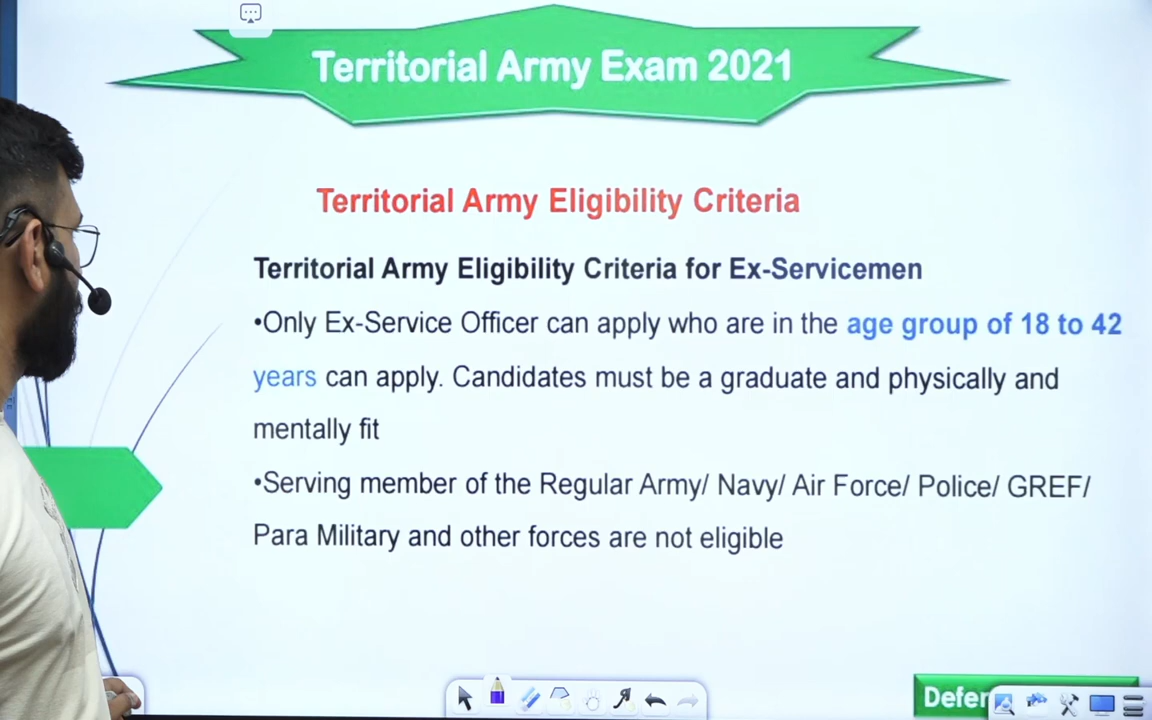 Territorial Army Exam 2021
Territorial Army Eligibility Criteria
Territorial Army Eligibility Criteria for Ex-Servicemen
•Only Ex-Service Officer can apply who are in the age group of 18 to 42
years can apply. Candidates must be a graduate and physically and
mentally fit
•Serving member of the Regular Army/ Navy/ Air Force/ Police/ GREF/
Para Military and other forces are not eligible